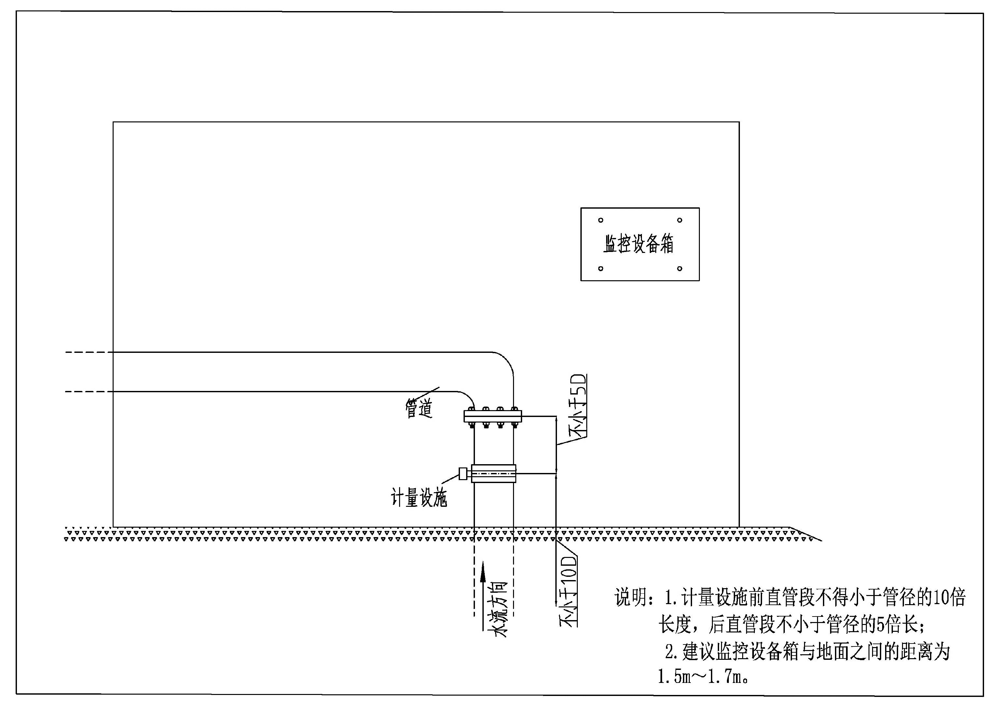 监控设备箱
管道
不小于5D
计量设施
水流方向
不小于10D
说明：1.计量设施前直管段不得小于管径的10倍
长度，后直管段不小于管径的5倍长；
2.建议监控设备箱与地面之间的距离为
1.5m～1.7m。